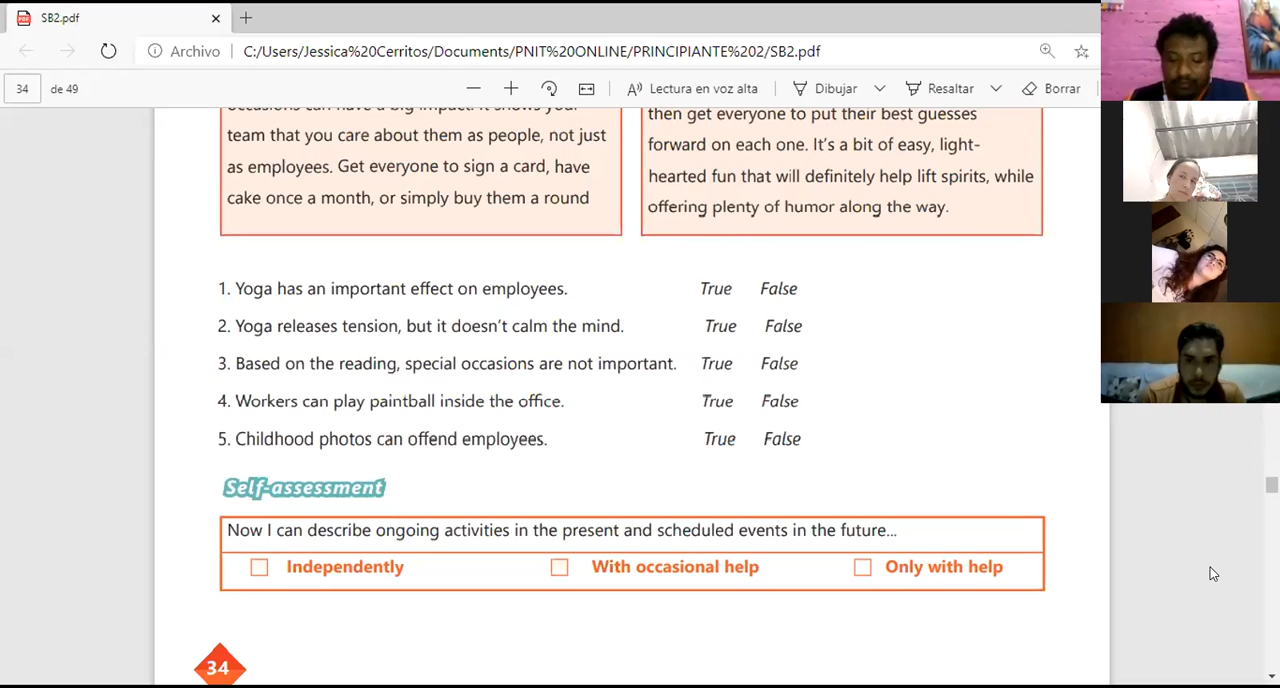 SB2.pdf
Archivo
C:/Users/Jessica%20Cerritos/Documents/PNIT%20ONLINE/PRINCIPIANTE%202/SB2.pdf
34 de 49
Lectura en voz alta
Dibujar
Resaltar
Borrar
occasions can have a big impact. It shows your
team that you care about them as people, not just
as employees. Get everyone to sign a card, have
cake once a month, or simply buy them a round
then get everyone to put their best guesses
forward on each one. It's a bit of easy, light-
hearted fun that will definitely help lift spirits, while
offering plenty of humor along the way.
1. Yoga has an important effect on employees. True False
2. Yoga releases tension, but it doesn't calm the mind. True False
3. Based on the reading, special occasions are not important. True False
4. Workers can play paintball inside the office. True False
5. Childhood photos can offend employees. True False
Self-assessment
Now I can describe ongoing activities in the present and scheduled events in the future...
Independently With occasional help Only with help
34